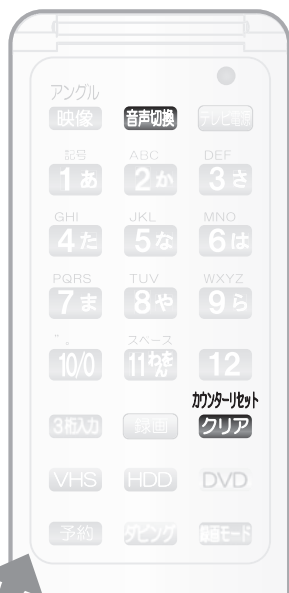 アングル
映像 音声切換 テレビ電源
記号 ABC DEF
1あ 2か 3さ
GHI JKL MNO
4た 5な 6は
PQRS TUV WXYZ
7ま 8や 9ら
”。 スペース
10/0 11わをん 12
カウンターリセット
3桁入力 録画 クリア
VHS HDD DVD
予約 ダビング 録画モード